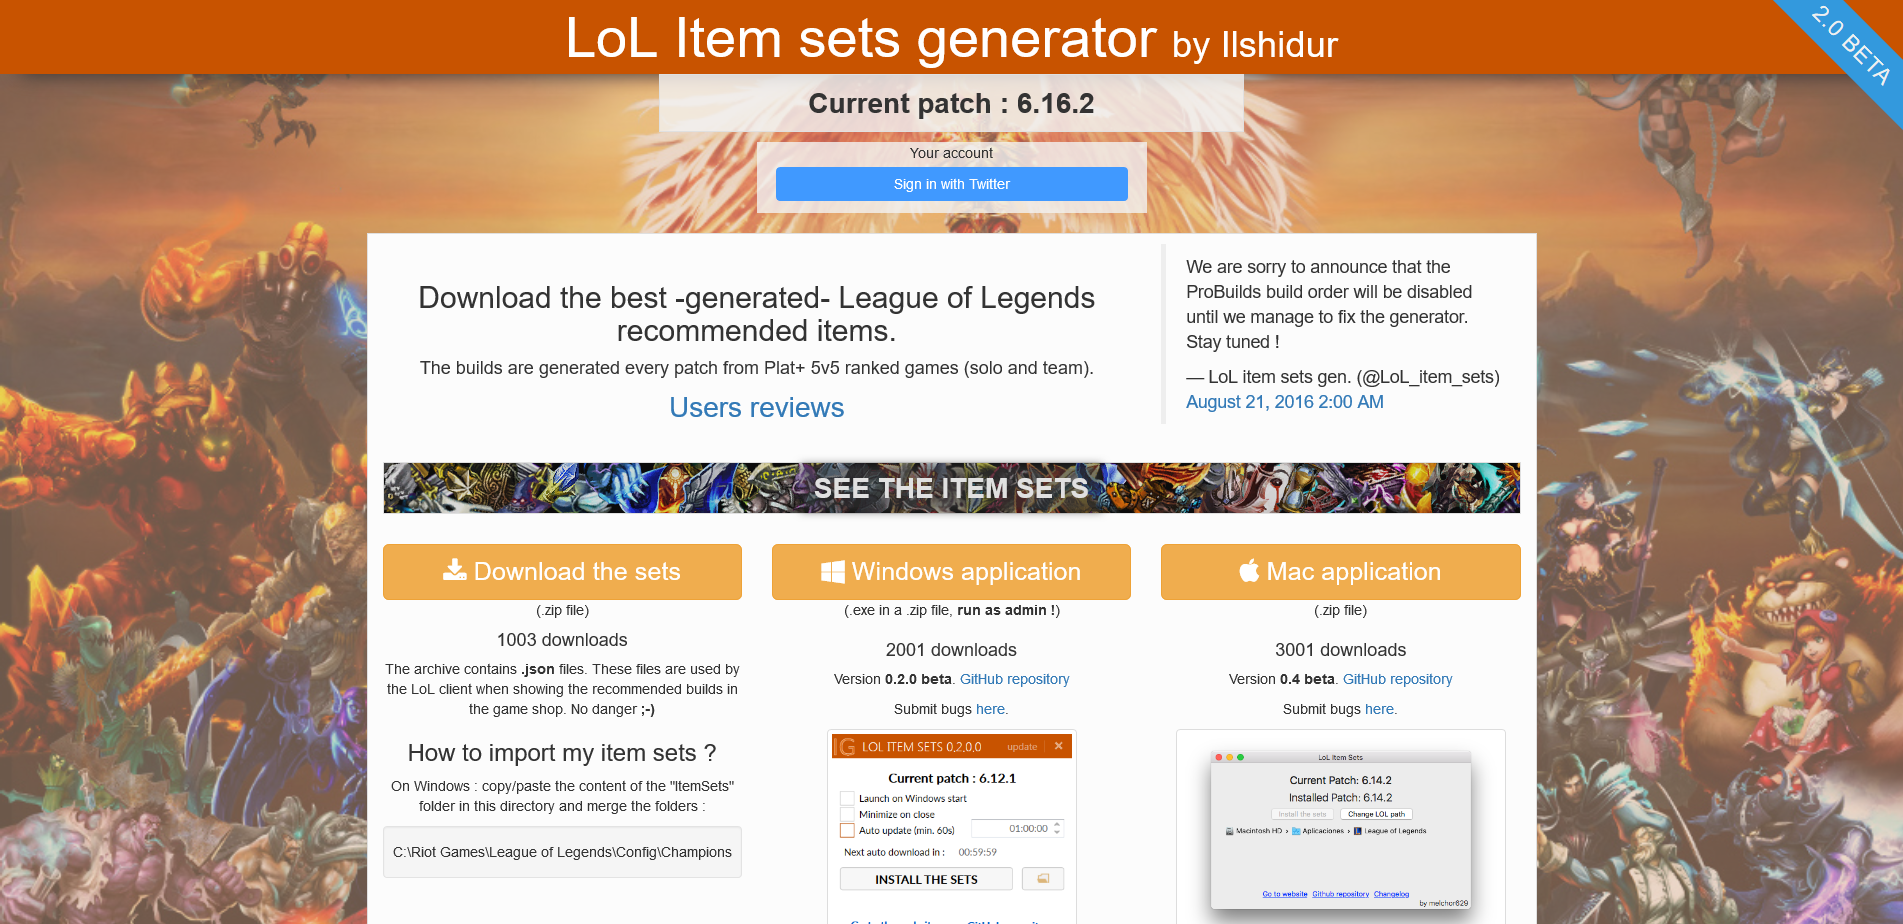 LoL Item sets generator by Ilshidur
2.0 BETA
Current patch : 6.16.2
Your account
Sign in with Twitter
Download the best -generated- League of Legends
recommended items.
The builds are generated every patch from Plat+ 5v5 ranked games (solo and team).
Users reviews
We are sorry to announce that the
ProBuilds build order will be disabled
until we manage to fix the generator.
Stay tuned !
— LoL item sets gen. (@LoL_item_sets)
August 21, 2016 2:00 AM
SEE THE ITEM SETS
Download the sets
(.zip file)
1003 downloads
The archive contains .json files. These files are used by
the LoL client when showing the recommended builds in
the game shop. No danger ;-)
How to import my item sets ?
On Windows : copy/paste the content of the "ItemSets"
folder in this directory and merge the folders :
C:\Riot Games\League of Legends\Config\Champions
Windows application
(.exe in a .zip file, run as admin !)
2001 downloads
Version 0.2.0 beta. GitHub repository
Submit bugs here.
IG LOL ITEM SETS 0.2.0.0 update
Current patch : 6.12.1
Launch on Windows start
Minimize on close
Auto update (min. 60s) 01:00:00
Next auto download in : 00:59:59
INSTALL THE SETS
Mac application
(.zip file)
3001 downloads
Version 0.4 beta. GitHub repository
Submit bugs here.
LoL Item Sets
Current Patch: 6.14.2
Installed Patch: 6.14.2
Install the sets Change LOL path
Macintosh HD › Aplicaciones › League of Legends
Go to website Github repository Changelog
by melchor629